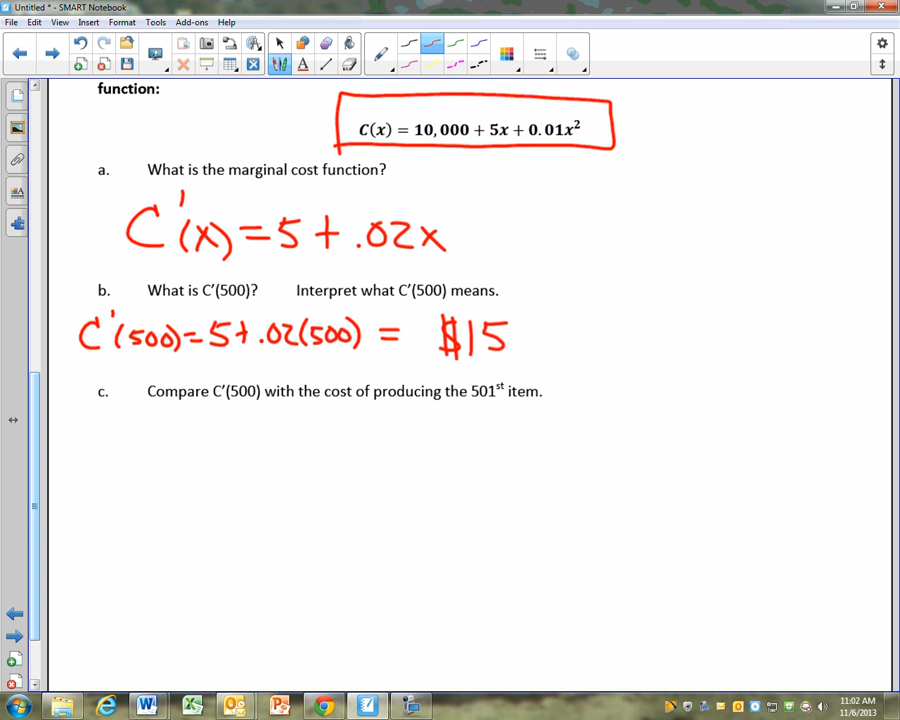 Untitled * - SMART Notebook
File Edit View Insert Format Tools Add-ons Help
function:
C(x) = 10,000 + 5x + 0.01x²
a. What is the marginal cost function?
C'(x) = 5 + .02x
b. What is C’(500)? Interpret what C’(500) means.
C'(500) = 5 + .02(500) = $15
c. Compare C’(500) with the cost of producing the 501st item.
11:02 AM
11/6/2013